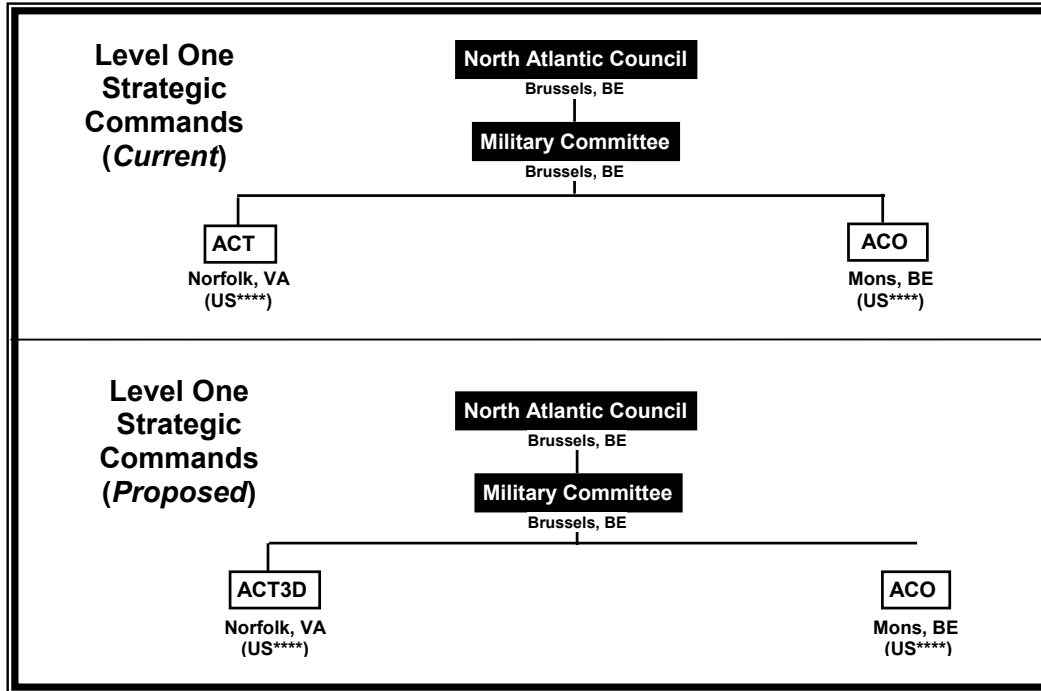 Level One
Strategic
Commands
(Current)
North Atlantic Council
Brussels, BE
Military Committee
Brussels, BE
ACT
Norfolk, VA
(US****)
ACO
Mons, BE
(US****)
Level One
Strategic
Commands
(Proposed)
North Atlantic Council
Brussels, BE
Military Committee
Brussels, BE
ACT3D
Norfolk, VA
(US****)
ACO
Mons, BE
(US****)